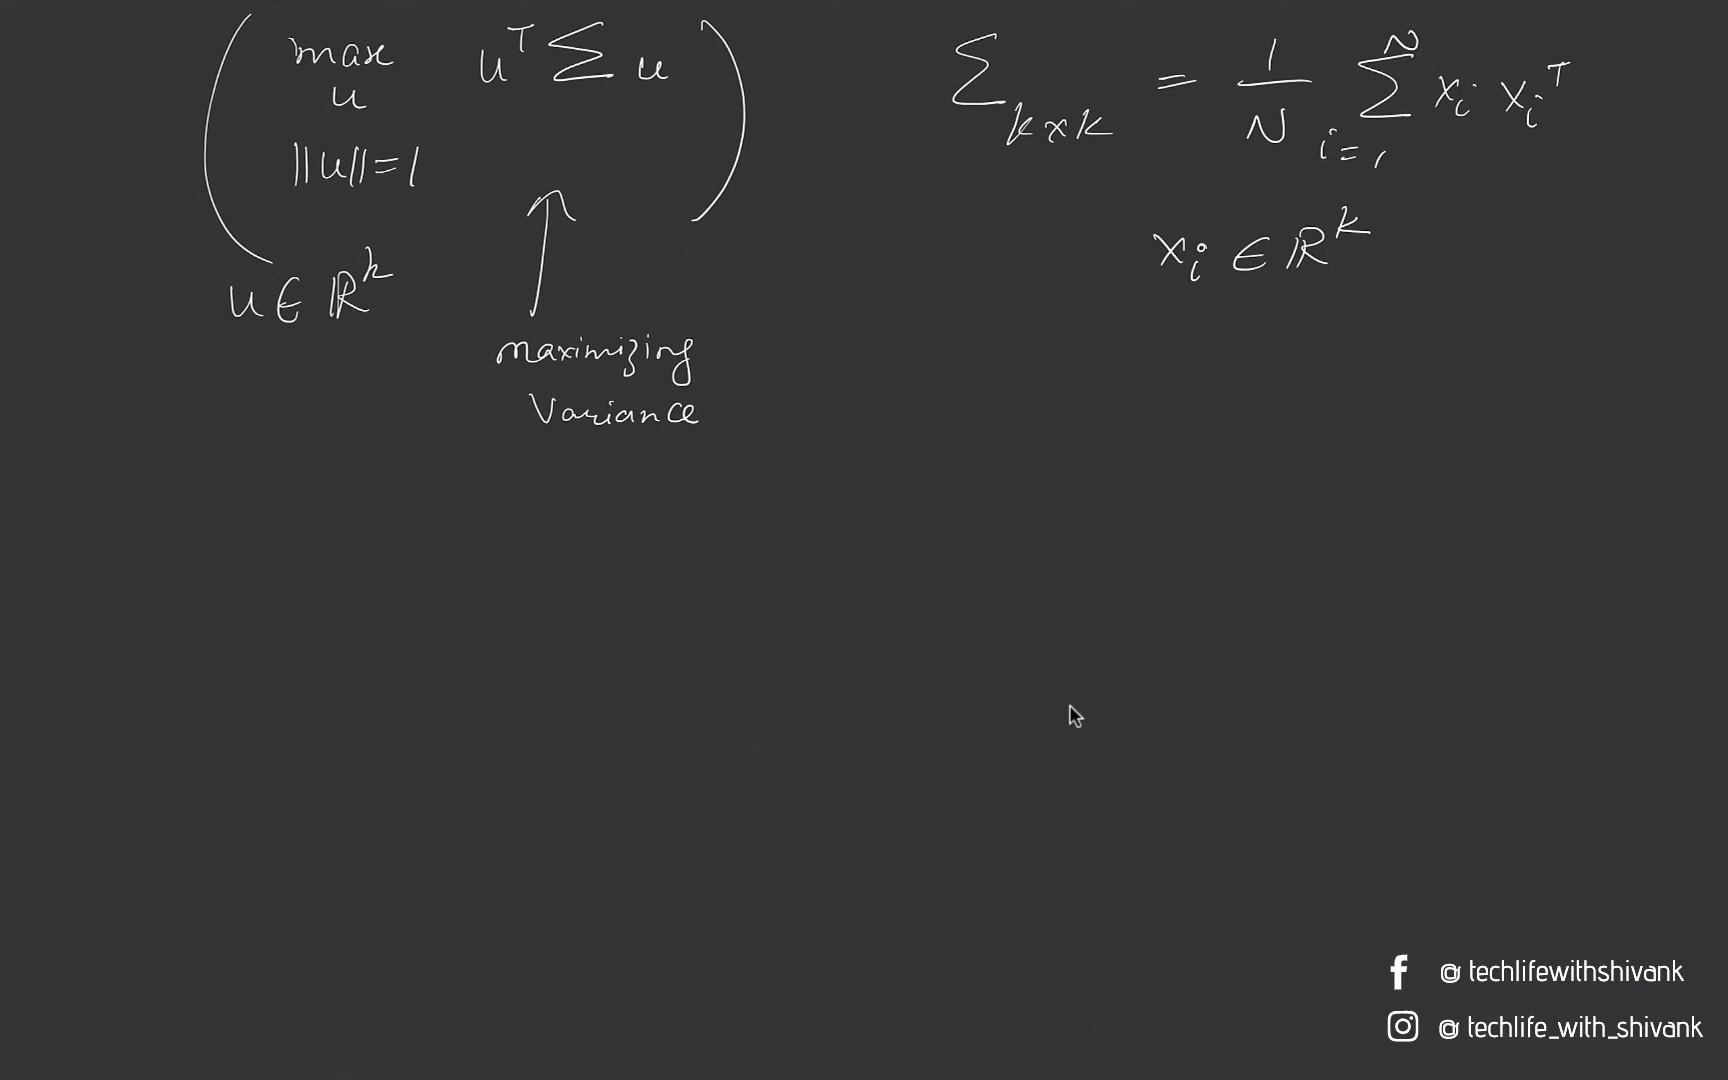 max u^T Σ u
u
||u||=1
u ∈ ℝ^k
maximizing
Variance
Σ_{k×k} = 1/N Σ_{i=1}^{N} x_i x_i^T
x_i ∈ ℝ^k
@ techlifewithshivank
@ techlife_with_shivank